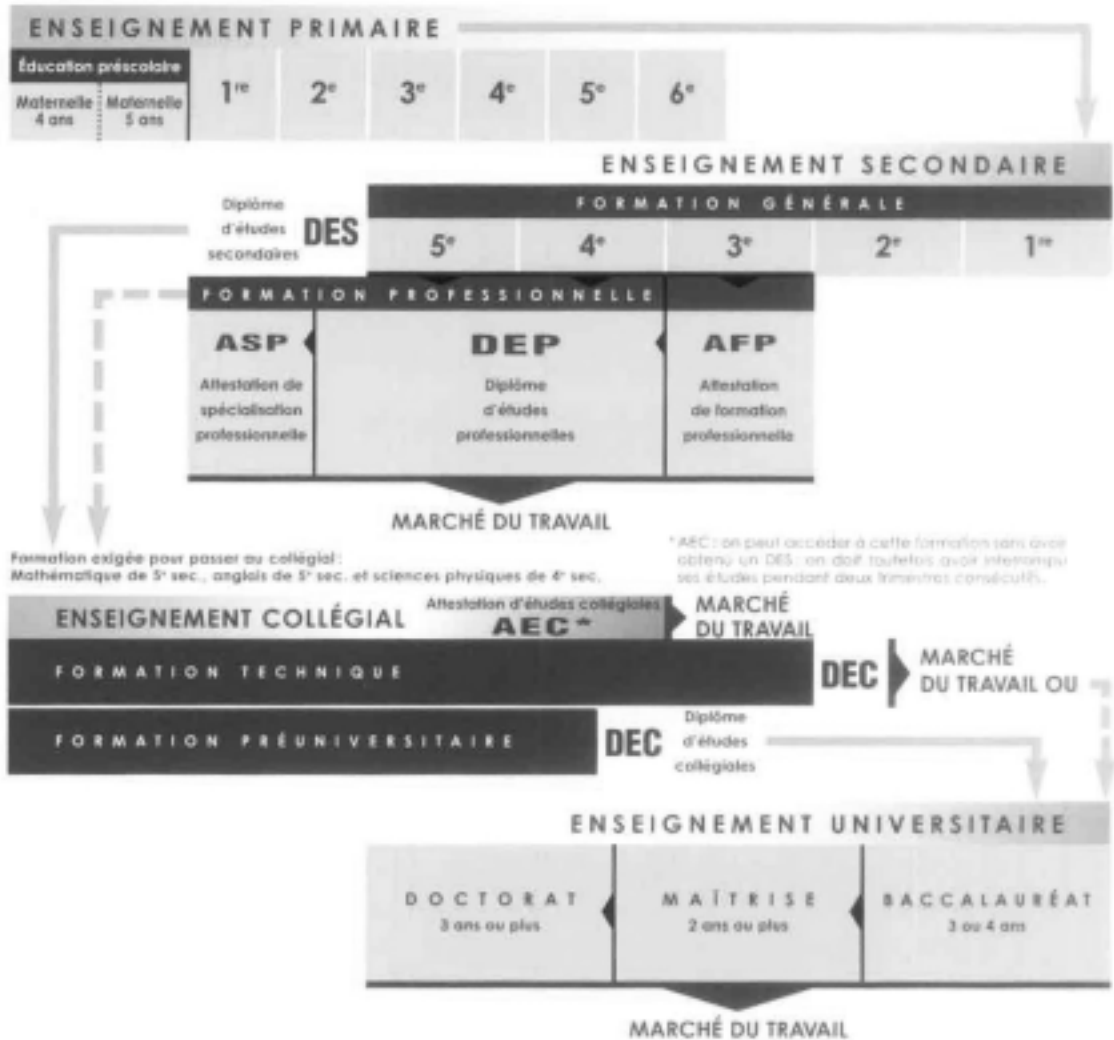 ENSEIGNEMENT PRIMAIRE
Éducation préscolaire
Maternelle 4 ans
Maternelle 5 ans
1re 2e 3e 4e 5e 6e
ENSEIGNEMENT SECONDAIRE
FORMATION GÉNÉRALE
Diplôme
d'études
secondaires
DES
5e 4e 3e 2e 1re
FORMATION PROFESSIONNELLE
ASP
Attestation de
spécialisation
professionnelle
DEP
Diplôme
d'études
professionnelles
AFP
Attestation
de formation
professionnelle
MARCHÉ DU TRAVAIL
Formation exigée pour passer au collégial :
Mathématique de 5e sec., anglais de 5e sec. et sciences physiques de 4e sec.
* AEC : on peut accéder à cette formation sans avoir
obtenu un DES : on doit toutefois avoir interrompu
ses études pendant deux trimestres consécutifs.
ENSEIGNEMENT COLLÉGIAL
Attestation d'études collégiales
AEC*
MARCHÉ
DU TRAVAIL
FORMATION TECHNIQUE
DEC
MARCHÉ
DU TRAVAIL OU
FORMATION PRÉUNIVERSITAIRE
DEC
Diplôme
d'études
collégiales
ENSEIGNEMENT UNIVERSITAIRE
DOCTORAT
3 ans ou plus
MAÎTRISE
2 ans ou plus
BACCALAURÉAT
3 ou 4 ans
MARCHÉ DU TRAVAIL